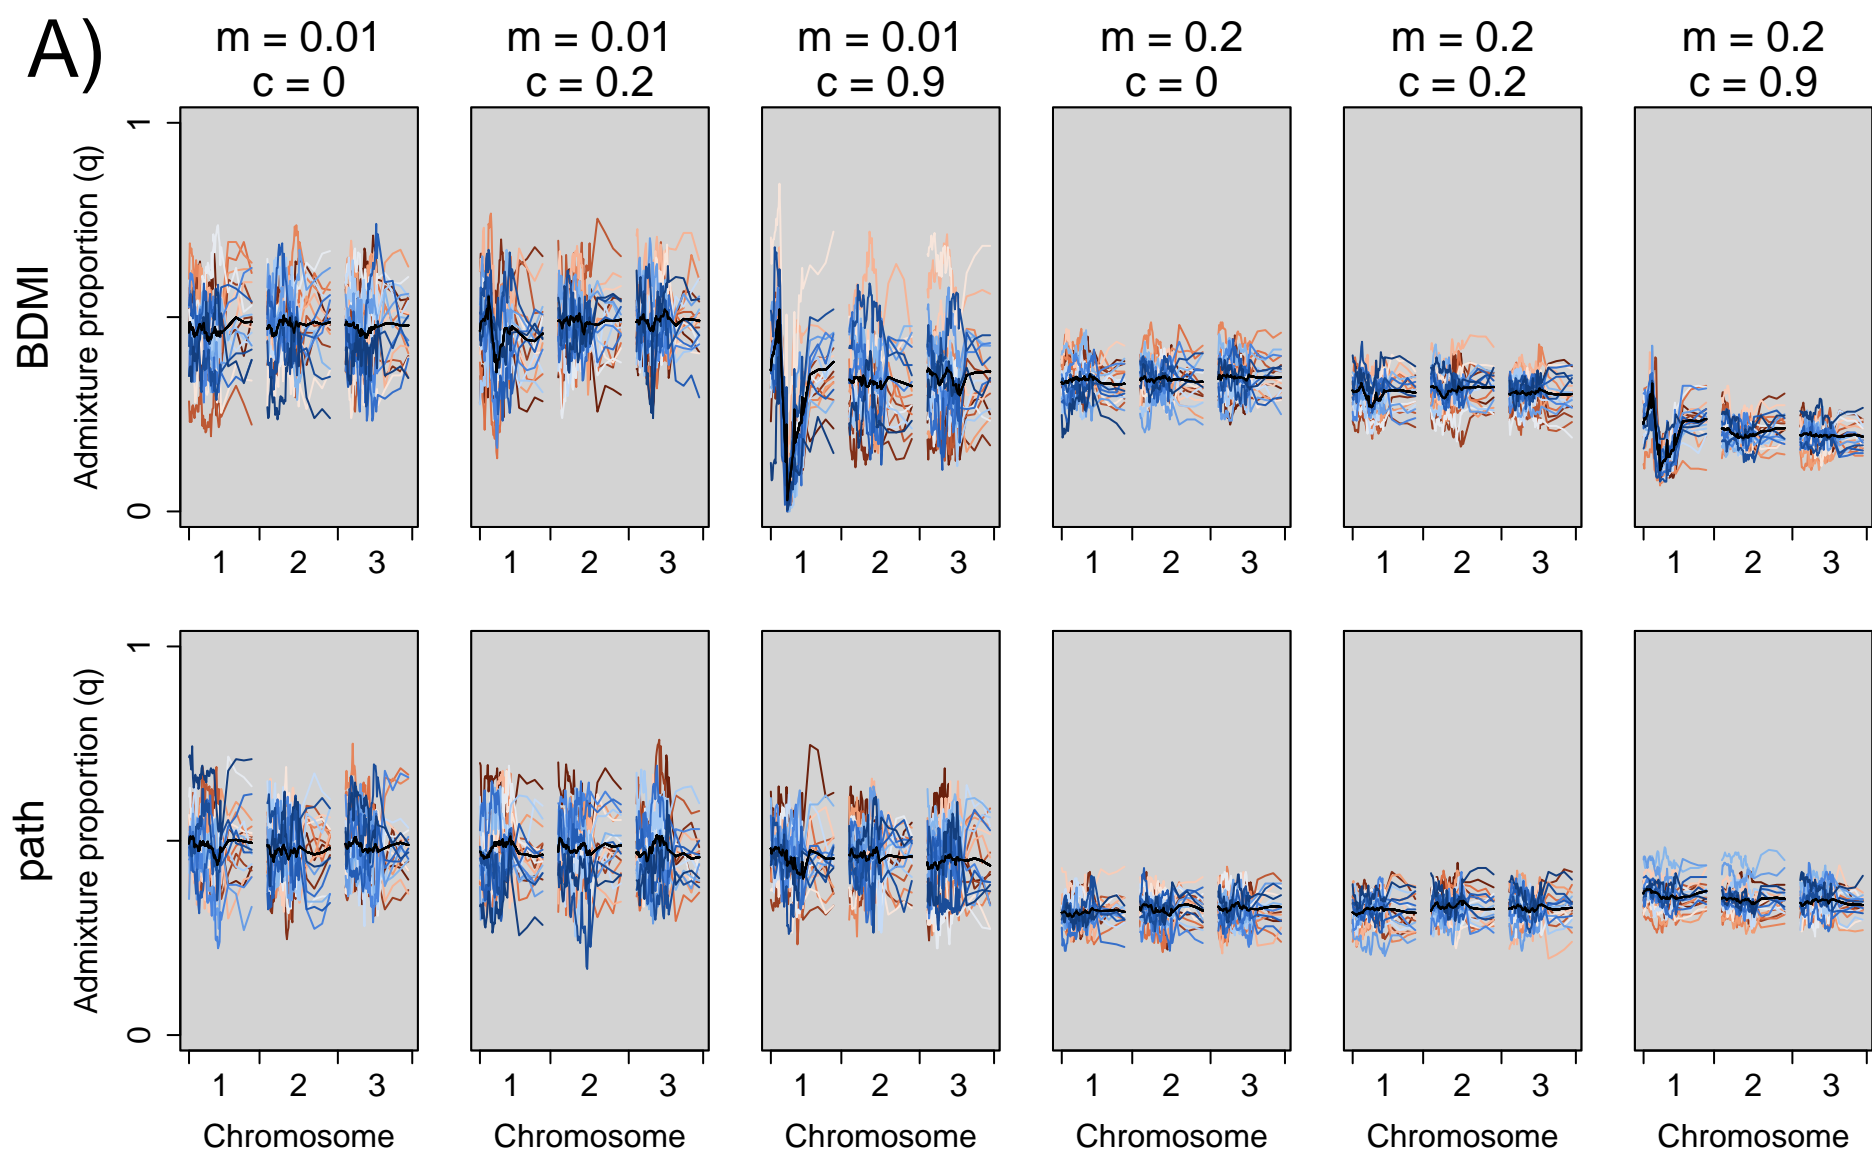 A)
m = 0.01 m = 0.01 m = 0.01 m = 0.2 m = 0.2 m = 0.2
c = 0 c = 0.2 c = 0.9 c = 0 c = 0.2 c = 0.9
BDMI
Admixture proportion (q)
1
0
1 2 3 1 2 3 1 2 3 1 2 3 1 2 3 1 2 3
path
Admixture proportion (q)
1
0
1 2 3 1 2 3 1 2 3 1 2 3 1 2 3 1 2 3
Chromosome Chromosome Chromosome Chromosome Chromosome Chromosome